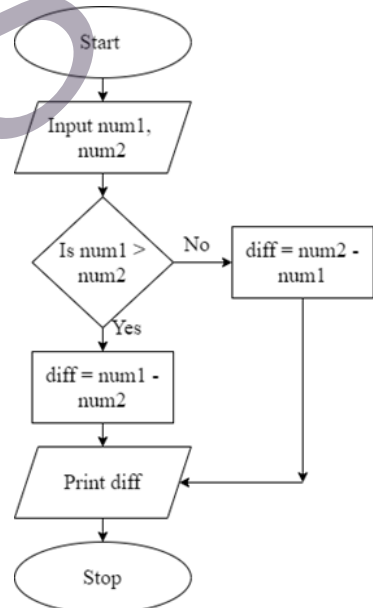 Start
Input num1,
num2
Is num1 >
num2
No
diff = num2 -
num1
Yes
diff = num1 -
num2
Print diff
Stop